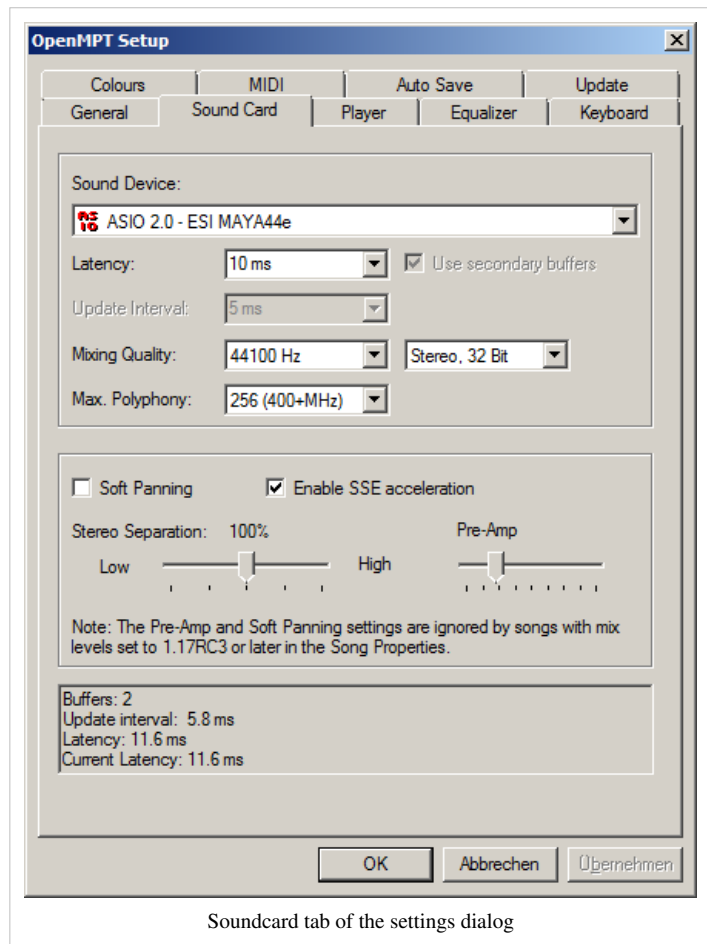 OpenMPT Setup
Colours MIDI Auto Save Update
General Sound Card Player Equalizer Keyboard
Sound Device:
ASIO ASIO 2.0 - ESI MAYA44e
Latency: 10 ms Use secondary buffers
Update Interval: 5 ms
Mixing Quality: 44100 Hz Stereo, 32 Bit
Max. Polyphony: 256 (400+MHz)
Soft Panning Enable SSE acceleration
Stereo Separation: 100% Pre-Amp
Low High
Note: The Pre-Amp and Soft Panning settings are ignored by songs with mix
levels set to 1.17RC3 or later in the Song Properties.
Buffers: 2
Update interval: 5.8 ms
Latency: 11.6 ms
Current Latency: 11.6 ms
OK Abbrechen Übernehmen
Soundcard tab of the settings dialog